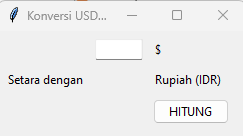 Konversi USD...
$
Setara dengan Rupiah (IDR)
HITUNG